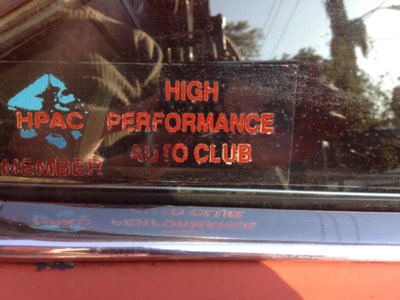 HPAC
MEMBER
HIGH
PERFORMANCE
AUTO CLUB